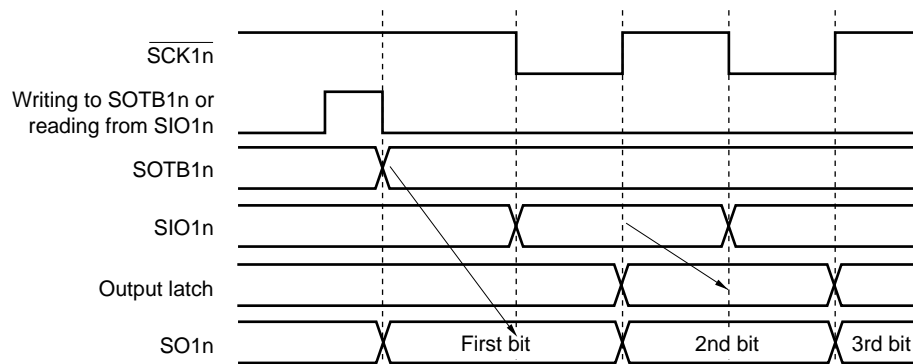 SCK1n
Writing to SOTB1n or
reading from SIO1n
SOTB1n
SIO1n
Output latch
SO1n
First bit
2nd bit
3rd bit